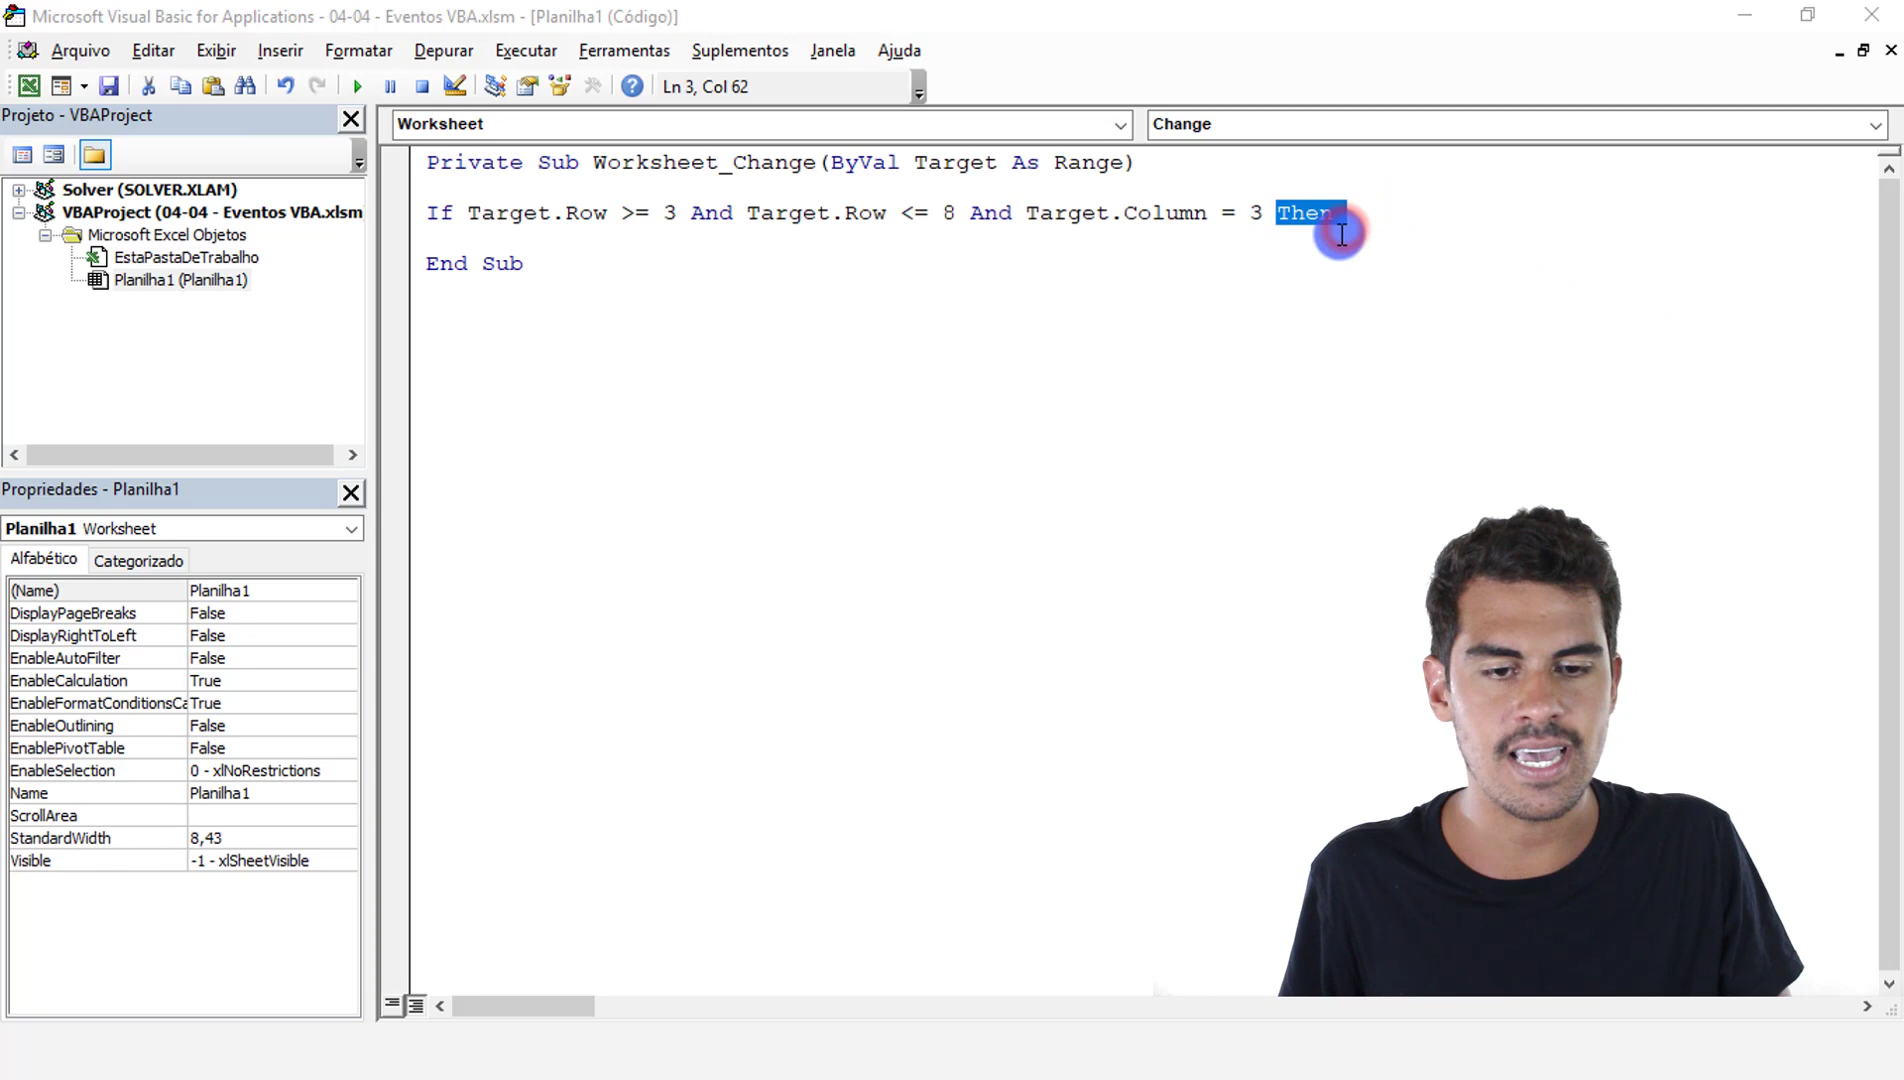 Microsoft Visual Basic for Applications - 04-04 - Eventos VBA.xlsm - [Planilha1 (Código)]
Arquivo Editar Exibir Inserir Formatar Depurar Executar Ferramentas Suplementos Janela Ajuda
Ln 3, Col 62
Projeto - VBAProject
Solver (SOLVER.XLAM)
VBAProject (04-04 - Eventos VBA.xlsm
Microsoft Excel Objetos
EstaPastaDeTrabalho
Planilha1 (Planilha1)
Propriedades - Planilha1
Planilha1 Worksheet
Alfabético Categorizado
(Name) Planilha1
DisplayPageBreaks False
DisplayRightToLeft False
EnableAutoFilter False
EnableCalculation True
EnableFormatConditionsCa True
EnableOutlining False
EnablePivotTable False
EnableSelection 0 - xlNoRestrictions
Name Planilha1
ScrollArea
StandardWidth 8,43
Visible -1 - xlSheetVisible
Worksheet Change
Private Sub Worksheet_Change(ByVal Target As Range)
If Target.Row >= 3 And Target.Row <= 8 And Target.Column = 3 Then
End Sub